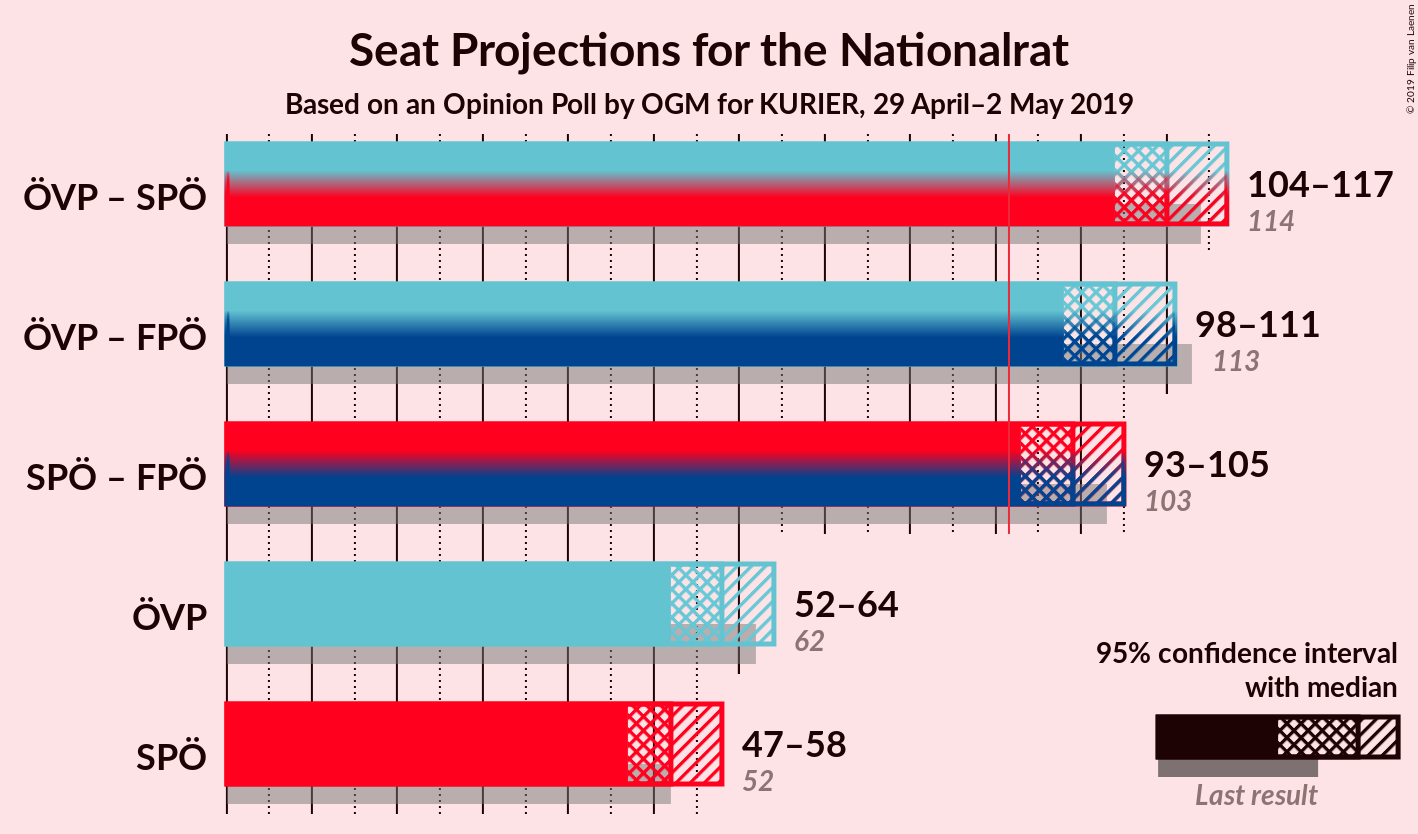 Seat Projections for the Nationalrat
Based on an Opinion Poll by OGM for KURIER, 29 April–2 May 2019
© 2019 Filip van Laenen
ÖVP – SPÖ
104–117
114
ÖVP – FPÖ
98–111
113
SPÖ – FPÖ
93–105
103
ÖVP
52–64
62
SPÖ
47–58
52
95% confidence interval
with median
Last result